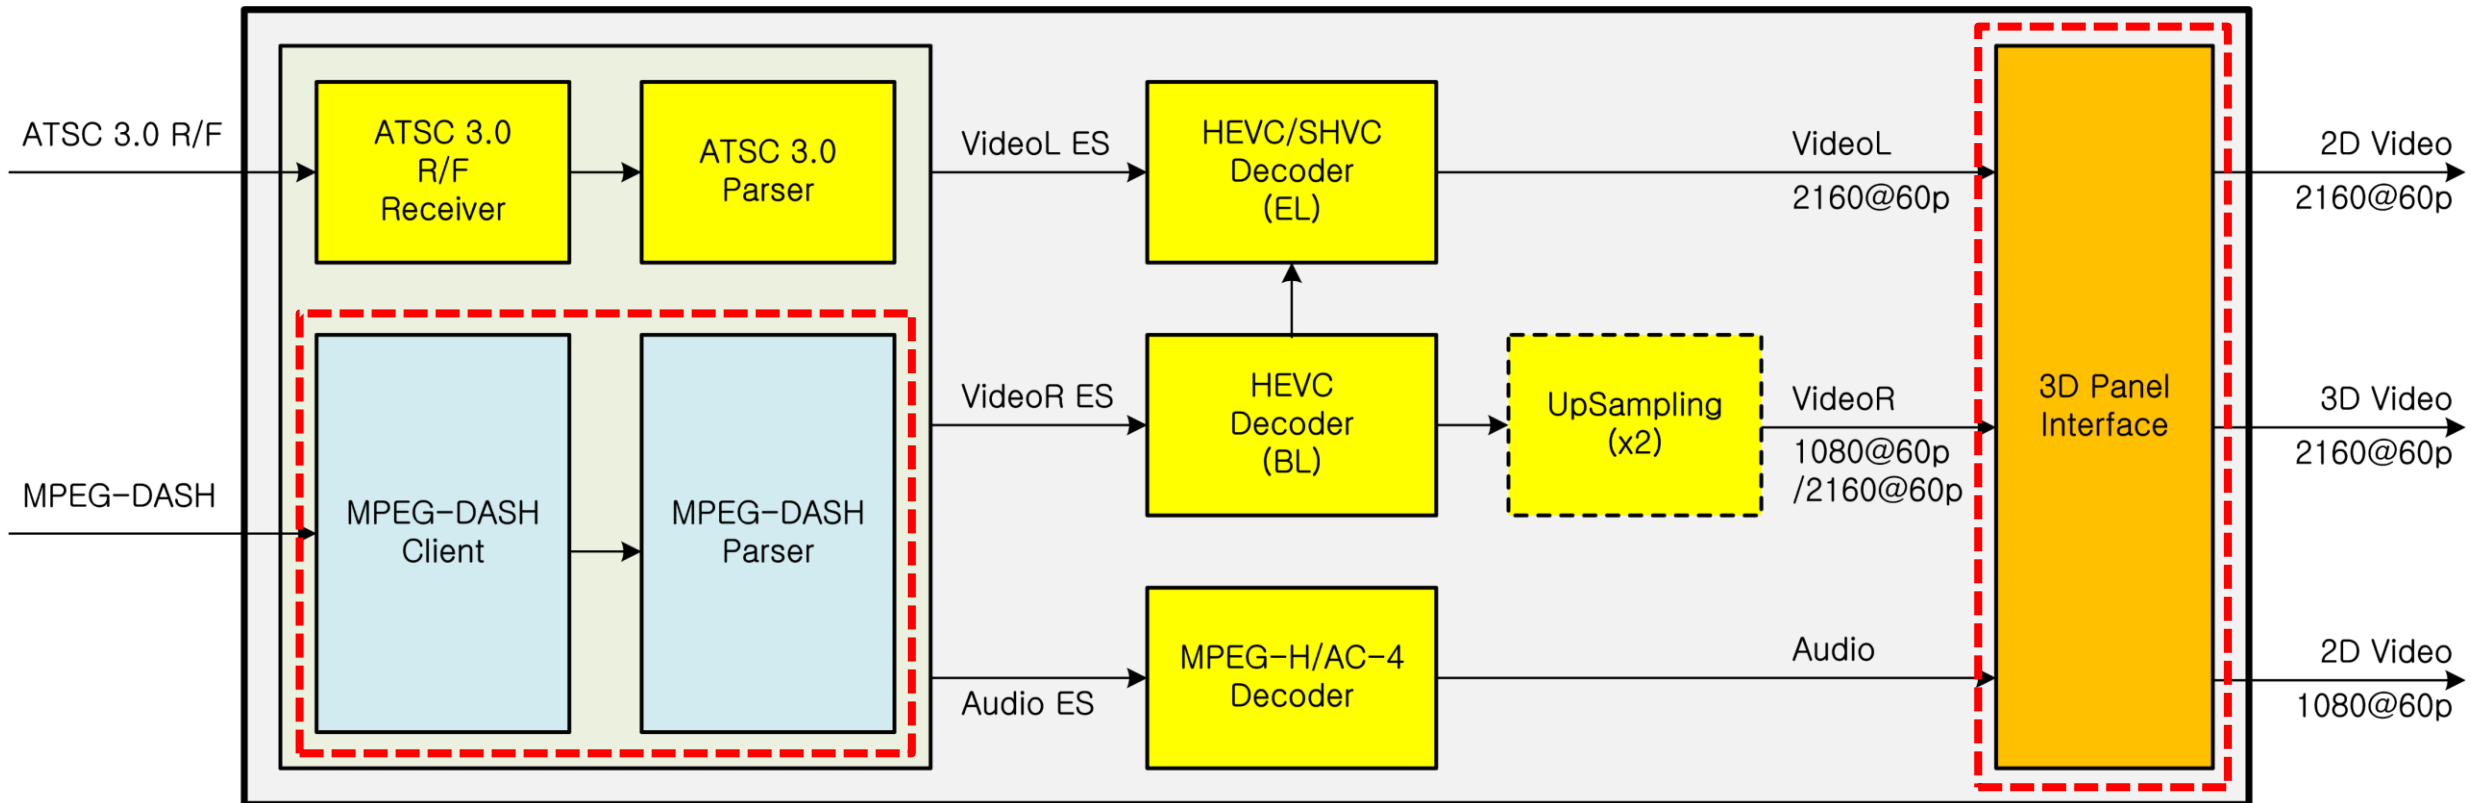 ATSC 3.0 R/F
ATSC 3.0
R/F
Receiver
ATSC 3.0
Parser
VideoL ES
HEVC/SHVC
Decoder
(EL)
VideoL
2160@60p
2D Video
2160@60p
MPEG-DASH
MPEG-DASH
Client
MPEG-DASH
Parser
VideoR ES
HEVC
Decoder
(BL)
UpSampling
(x2)
VideoR
1080@60p
/2160@60p
3D Panel
Interface
3D Video
2160@60p
Audio ES
MPEG-H/AC-4
Decoder
Audio
2D Video
1080@60p